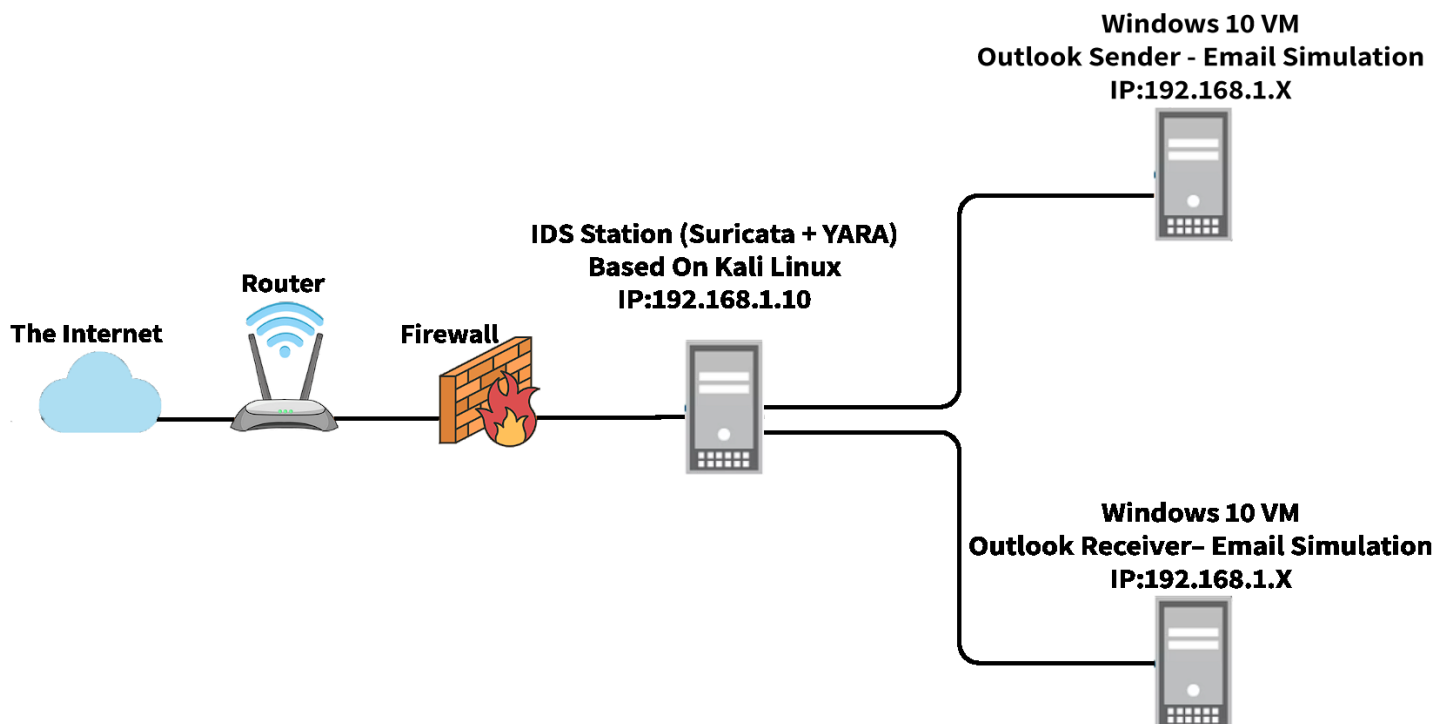 Windows 10 VM
Outlook Sender - Email Simulation
IP:192.168.1.X
IDS Station (Suricata + YARA)
Based On Kali Linux
IP:192.168.1.10
Router
The Internet
Firewall
Windows 10 VM
Outlook Receiver– Email Simulation
IP:192.168.1.X